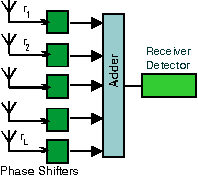 r1
r2
rL
Adder
Receiver
Detector
Phase Shifters